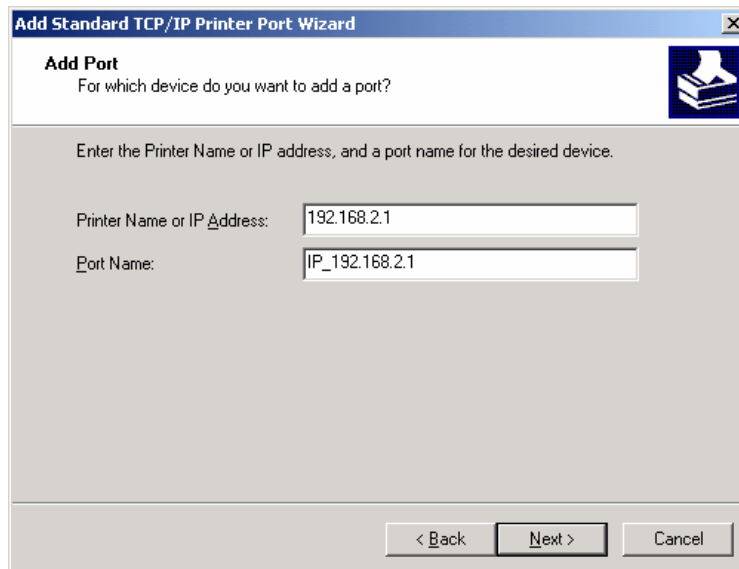 Add Standard TCP/IP Printer Port Wizard
Add Port
For which device do you want to add a port?
Enter the Printer Name or IP address, and a port name for the desired device.
Printer Name or IP Address: 192.168.2.1
Port Name: IP_192.168.2.1
< Back Next > Cancel